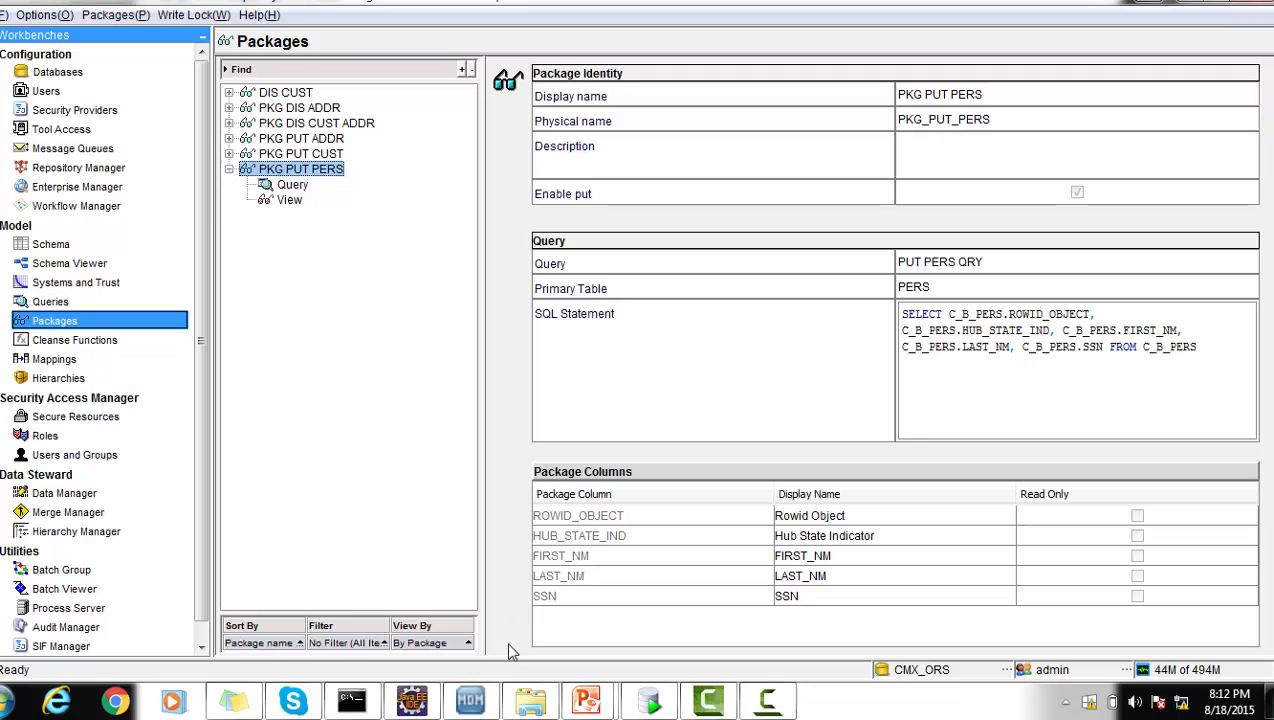 E) Options(O) Packages(P) Write Lock(W) Help(H)
Workbenches
Configuration
Databases
Users
Security Providers
Tool Access
Message Queues
Repository Manager
Enterprise Manager
Workflow Manager
Model
Schema
Schema Viewer
Systems and Trust
Queries
Packages
Cleanse Functions
Mappings
Hierarchies
Security Access Manager
Secure Resources
Roles
Users and Groups
Data Steward
Data Manager
Merge Manager
Hierarchy Manager
Utilities
Batch Group
Batch Viewer
Process Server
Audit Manager
SIF Manager
Packages
Find
DIS CUST
PKG DIS ADDR
PKG DIS CUST ADDR
PKG PUT ADDR
PKG PUT CUST
PKG PUT PERS
Query
View
Sort By Filter View By
Package name No Filter (All Ite By Package
Package Identity
Display name PKG PUT PERS
Physical name PKG_PUT_PERS
Description
Enable put
Query
Query PUT PERS QRY
Primary Table PERS
SQL Statement SELECT C_B_PERS.ROWID_OBJECT,
C_B_PERS.HUB_STATE_IND, C_B_PERS.FIRST_NM,
C_B_PERS.LAST_NM, C_B_PERS.SSN FROM C_B_PERS
Package Columns
Package Column Display Name Read Only
ROWID_OBJECT Rowid Object
HUB_STATE_IND Hub State Indicator
FIRST_NM FIRST_NM
LAST_NM LAST_NM
SSN SSN
Ready CMX_ORS admin 44M of 494M
Java EE
IDE
MDM
8:12 PM
8/18/2015